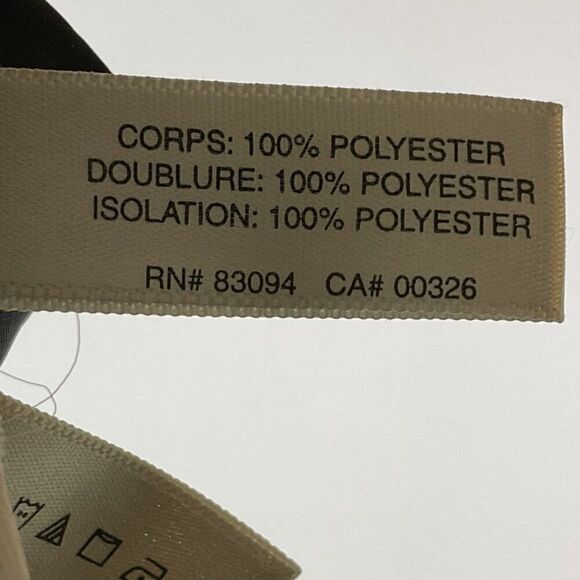 CORPS: 100% POLYESTER
DOUBLURE: 100% POLYESTER
ISOLATION: 100% POLYESTER
RN# 83094 CA# 00326